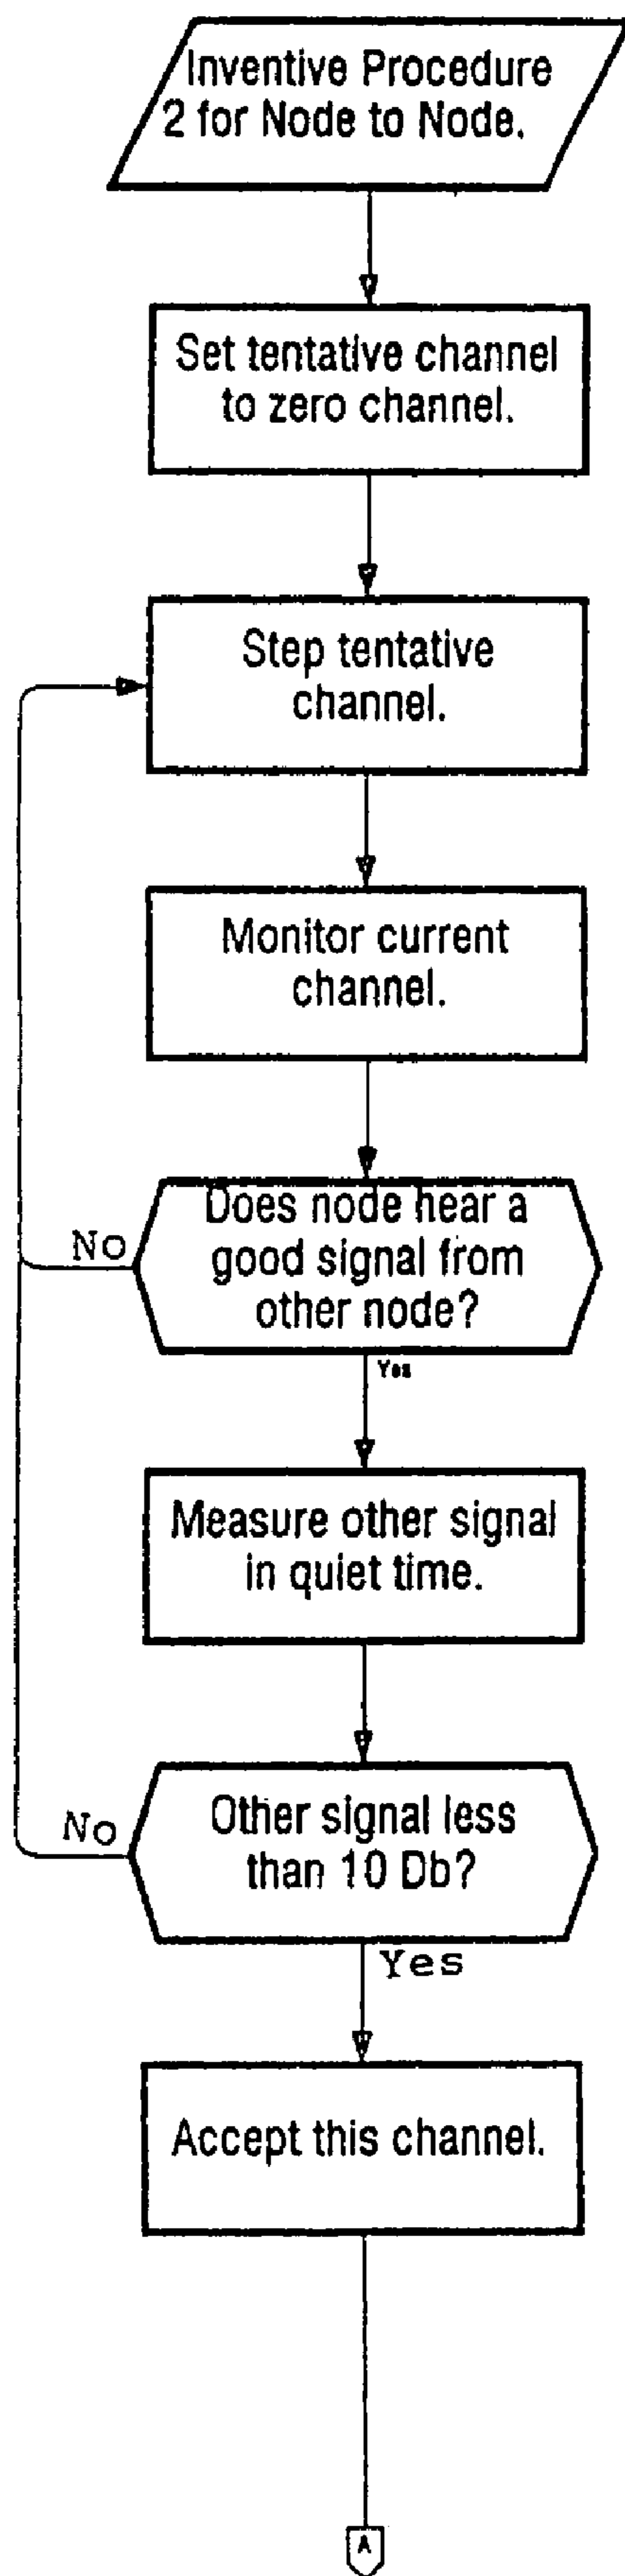 Inventive Procedure
2 for Node to Node.
Set tentative channel
to zero channel.
Step tentative
channel.
Monitor current
channel.
Does node hear a
good signal from
other node?
No
Yes
Measure other signal
in quiet time.
Other signal less
than 10 Db?
No
Yes
Accept this channel.
A